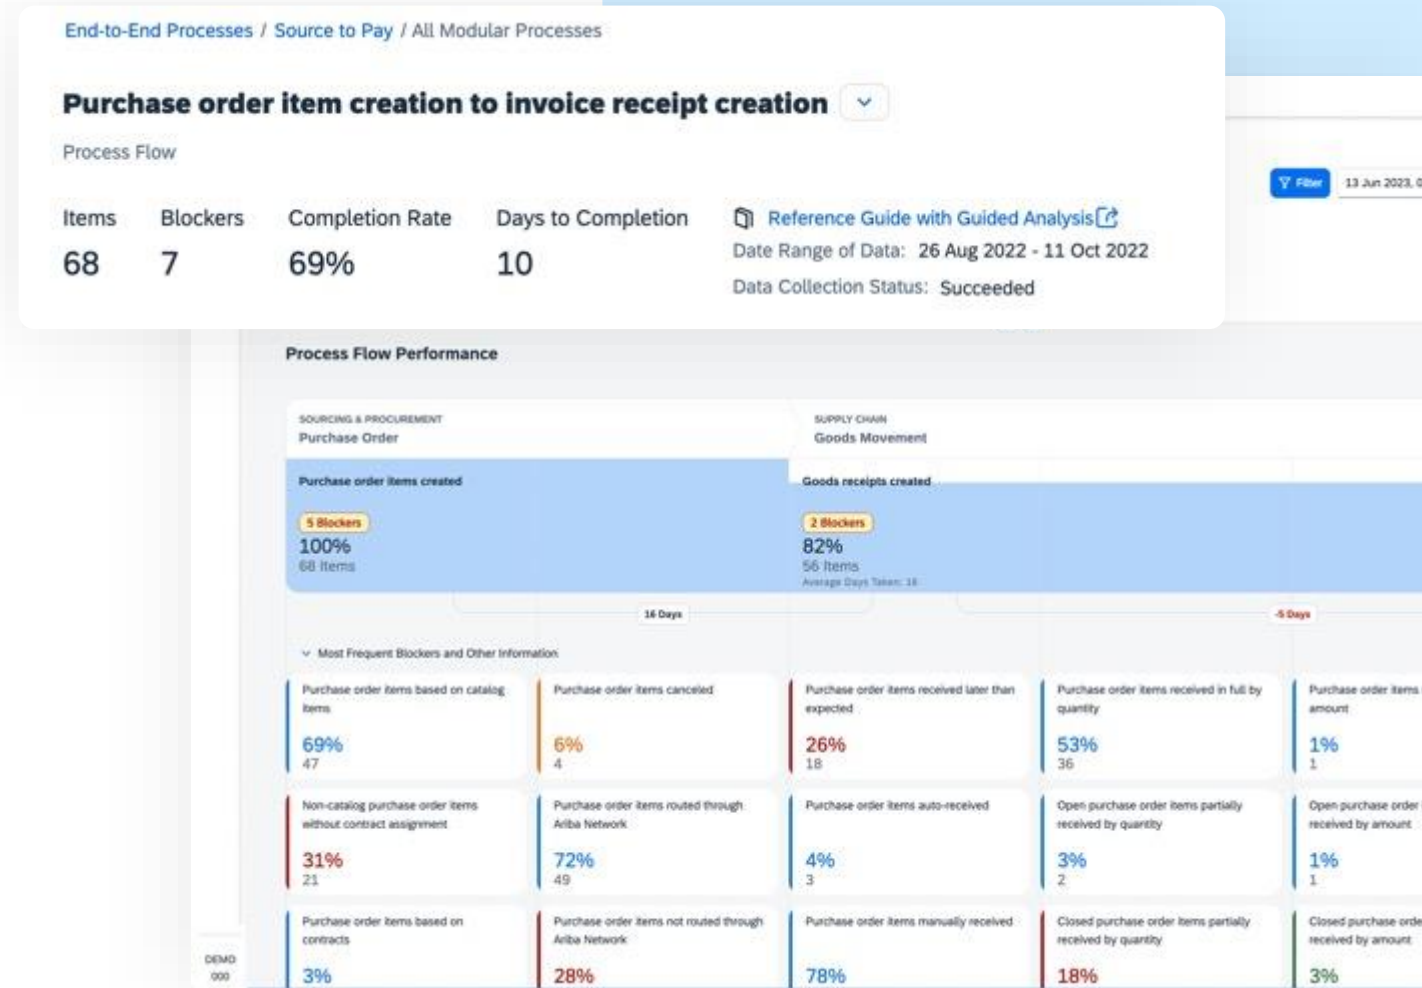 End-to-End Processes / Source to Pay / All Modular Processes
Purchase order item creation to invoice receipt creation
Process Flow
Items Blockers Completion Rate Days to Completion
68 7 69% 10
Reference Guide with Guided Analysis
Date Range of Data: 26 Aug 2022 - 11 Oct 2022
Data Collection Status: Succeeded
Filter 13 Jun 2023, 0
Process Flow Performance
SOURCING & PROCUREMENT
Purchase Order
SUPPLY CHAIN
Goods Movement
Purchase order items created
5 Blockers
100%
68 Items
Goods receipts created
2 Blockers
82%
56 Items
Average Days Taken: 16
16 Days
-5 Days
Most Frequent Blockers and Other Information
Purchase order items based on catalog
items
69%
47
Purchase order items canceled
6%
4
Purchase order items received later than
expected
26%
18
Purchase order items received in full by
quantity
53%
36
Purchase order items
amount
1%
1
Non-catalog purchase order items
without contract assignment
31%
21
Purchase order items routed through
Ariba Network
72%
49
Purchase order items auto-received
4%
3
Open purchase order items partially
received by quantity
3%
2
Open purchase order
received by amount
1%
1
Purchase order items based on
contracts
3%
Purchase order items not routed through
Ariba Network
28%
Purchase order items manually received
78%
Closed purchase order items partially
received by quantity
18%
Closed purchase orde
received by amount
3%
DEMO
000